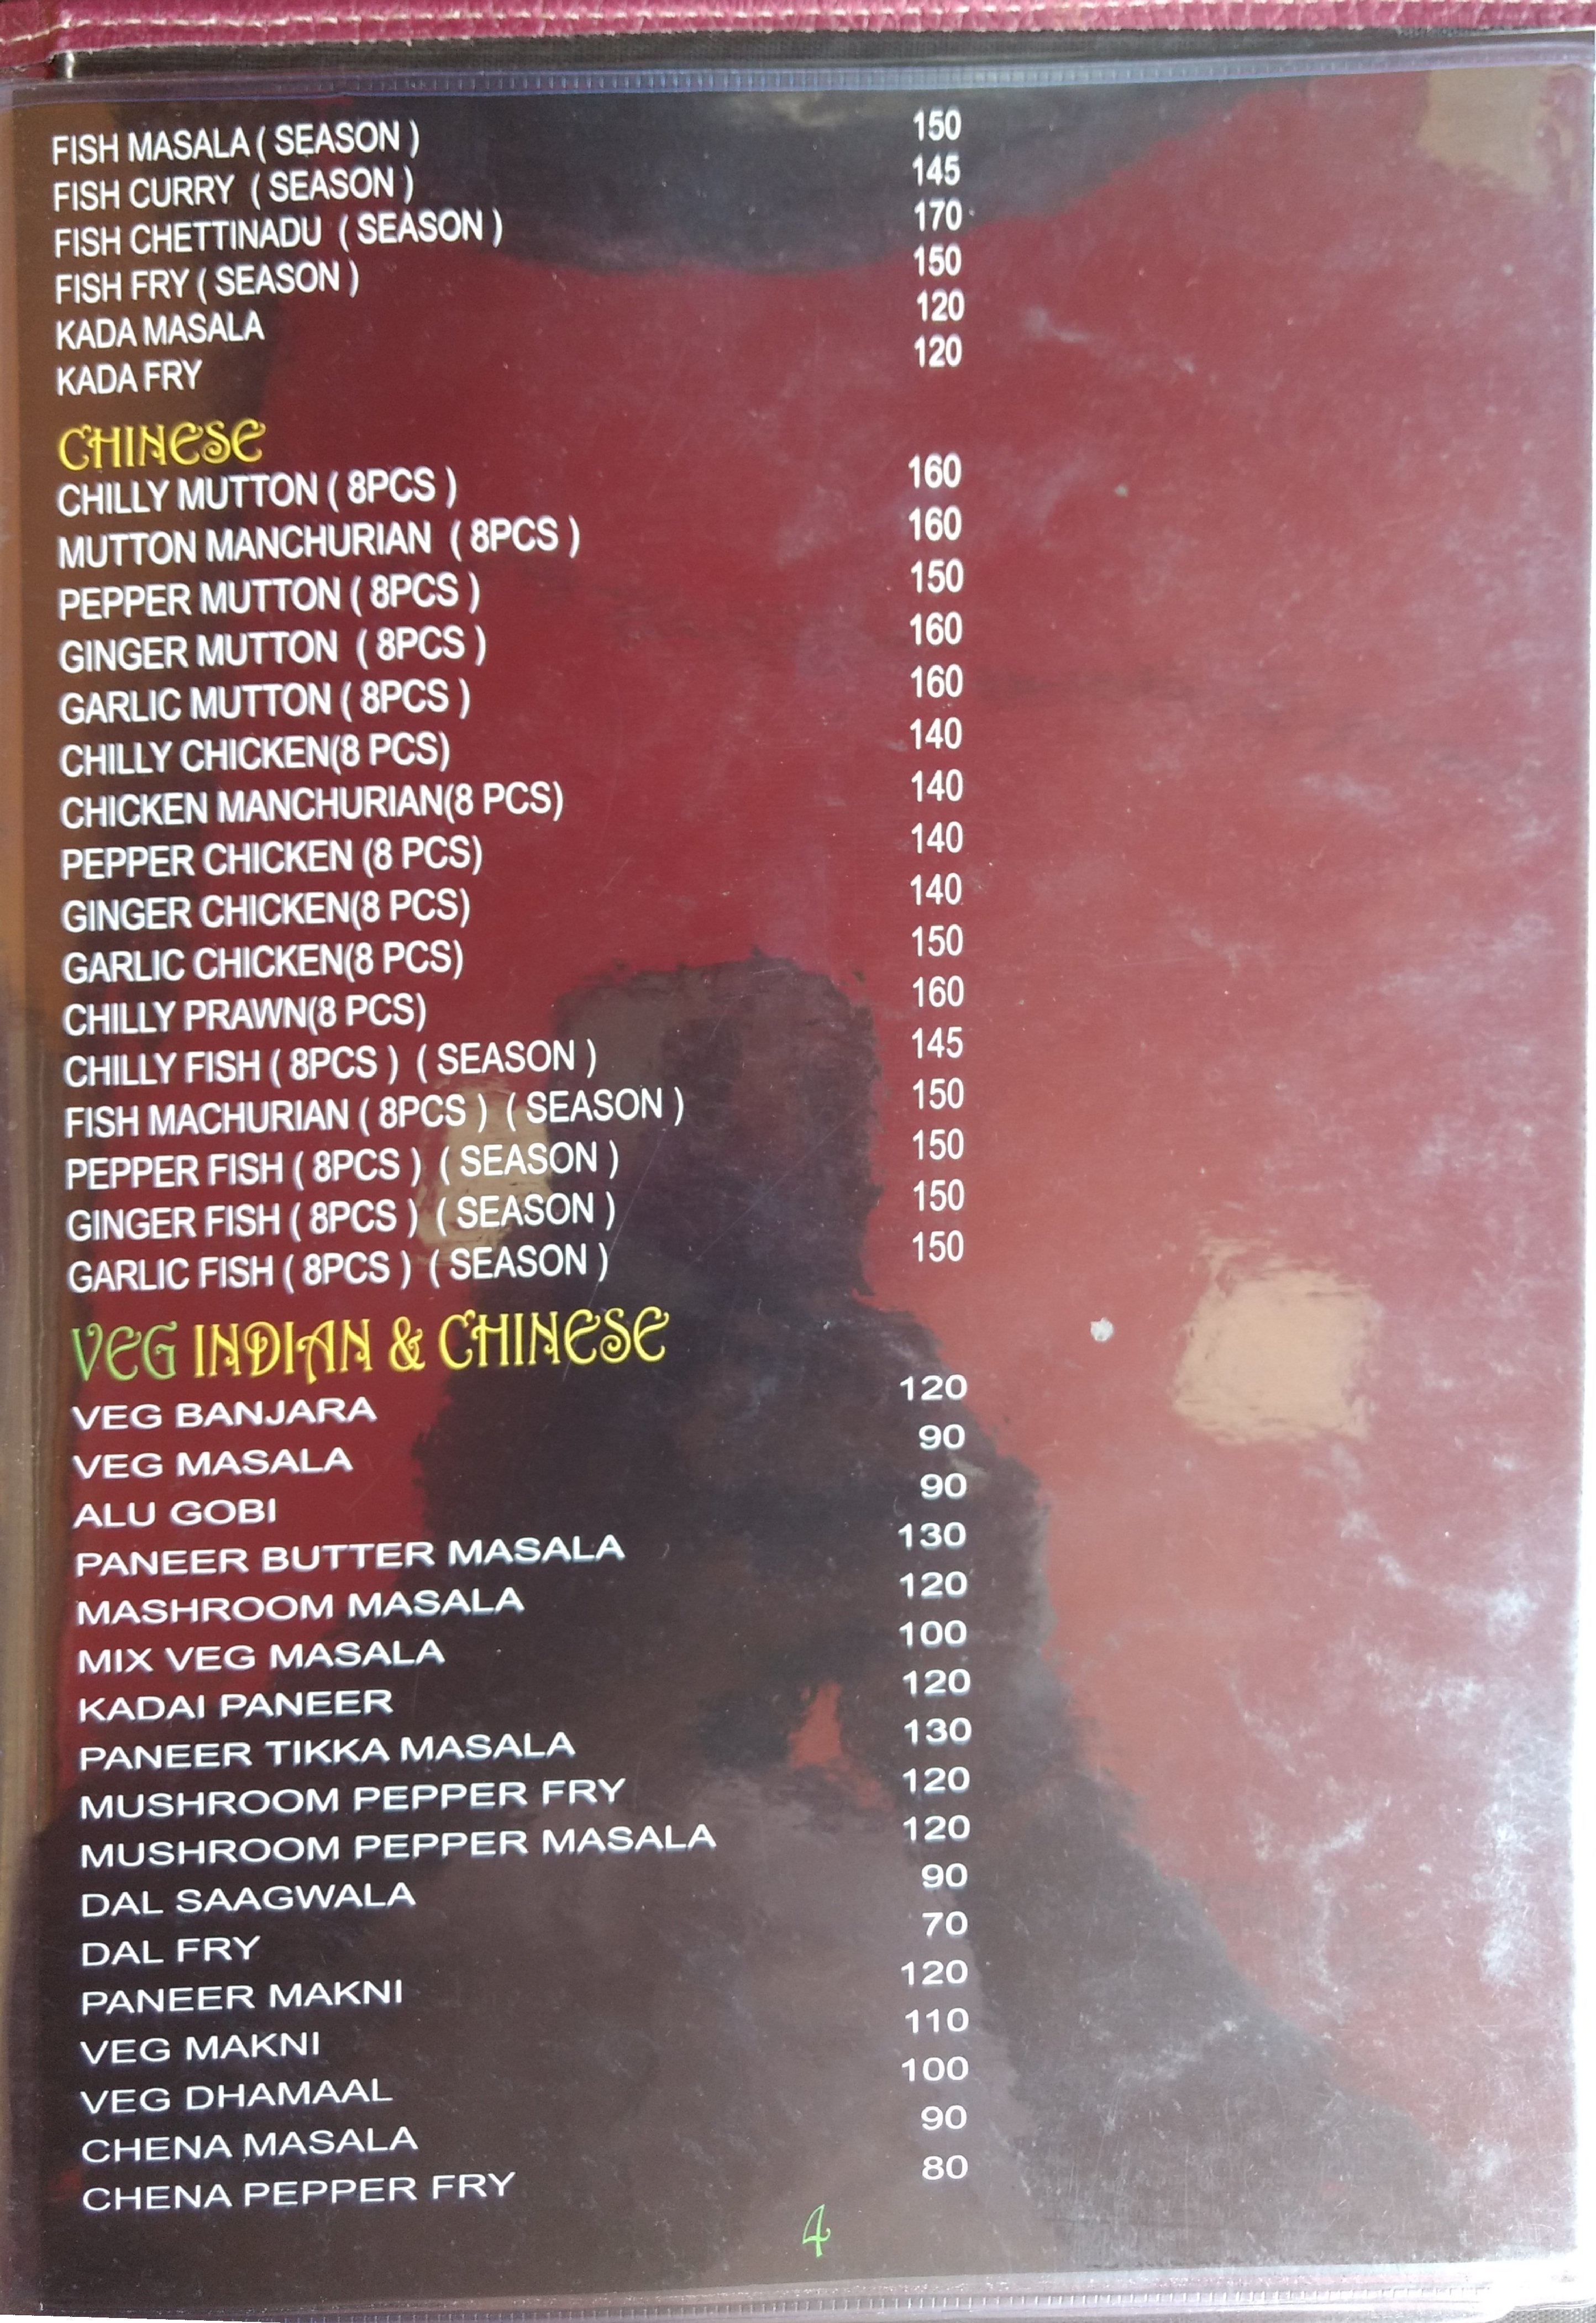 FISH MASALA ( SEASON ) 150
FISH CURRY ( SEASON ) 145
FISH CHETTINADU ( SEASON ) 170
FISH FRY ( SEASON ) 150
KADA MASALA 120
KADA FRY 120
CHINESE
CHILLY MUTTON ( 8PCS ) 160
MUTTON MANCHURIAN ( 8PCS ) 160
PEPPER MUTTON ( 8PCS ) 150
GINGER MUTTON ( 8PCS ) 160
GARLIC MUTTON ( 8PCS ) 160
CHILLY CHICKEN(8 PCS) 140
CHICKEN MANCHURIAN(8 PCS) 140
PEPPER CHICKEN (8 PCS) 140
GINGER CHICKEN(8 PCS) 140
GARLIC CHICKEN(8 PCS) 150
CHILLY PRAWN(8 PCS) 160
CHILLY FISH ( 8PCS ) ( SEASON ) 145
FISH MACHURIAN ( 8PCS ) ( SEASON ) 150
PEPPER FISH ( 8PCS ) ( SEASON ) 150
GINGER FISH ( 8PCS ) ( SEASON ) 150
GARLIC FISH ( 8PCS ) ( SEASON ) 150
VEG INDIAN & CHINESE
VEG BANJARA 120
VEG MASALA 90
ALU GOBI 90
PANEER BUTTER MASALA 130
MASHROOM MASALA 120
MIX VEG MASALA 100
KADAI PANEER 120
PANEER TIKKA MASALA 130
MUSHROOM PEPPER FRY 120
MUSHROOM PEPPER MASALA 120
DAL SAAGWALA 90
DAL FRY 70
PANEER MAKNI 120
VEG MAKNI 110
VEG DHAMAAL 100
CHENA MASALA 90
CHENA PEPPER FRY 80
4